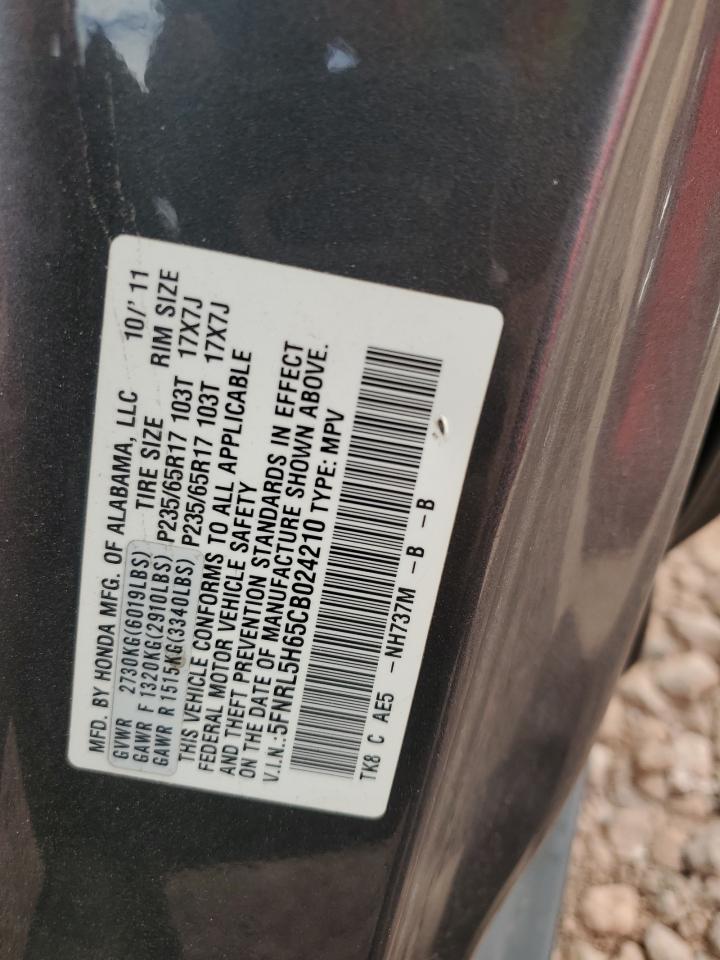 MFD. BY HONDA MFG. OF ALABAMA, LLC 10/'11
GVWR 2730KG(6019LBS) TIRE SIZE RIM SIZE
GAWR F 1320KG(2910LBS) P235/65R17 103T 17X7J
GAWR R 1515KG(3340LBS) P235/65R17 103T 17X7J
THIS VEHICLE CONFORMS TO ALL APPLICABLE
FEDERAL MOTOR VEHICLE SAFETY
AND THEFT PREVENTION STANDARDS IN EFFECT
ON THE DATE OF MANUFACTURE SHOWN ABOVE.
V.I.N.:5FNRL5H65CB024210 TYPE: MPV
TK8 C AE5 -NH737M -B -B